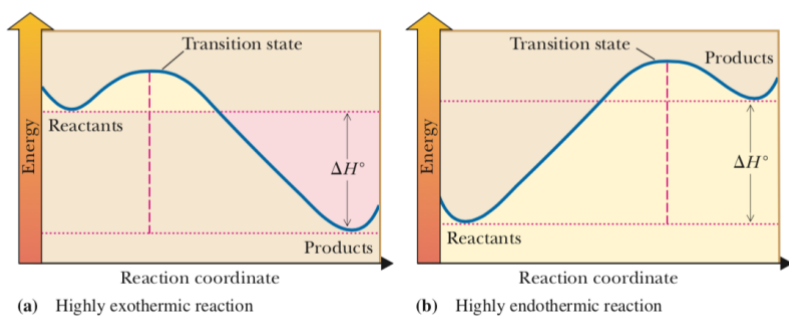 Energy
Transition state
Reactants
ΔH°
Products
Reaction coordinate
(a) Highly exothermic reaction
Energy
Transition state
Products
ΔH°
Reactants
Reaction coordinate
(b) Highly endothermic reaction